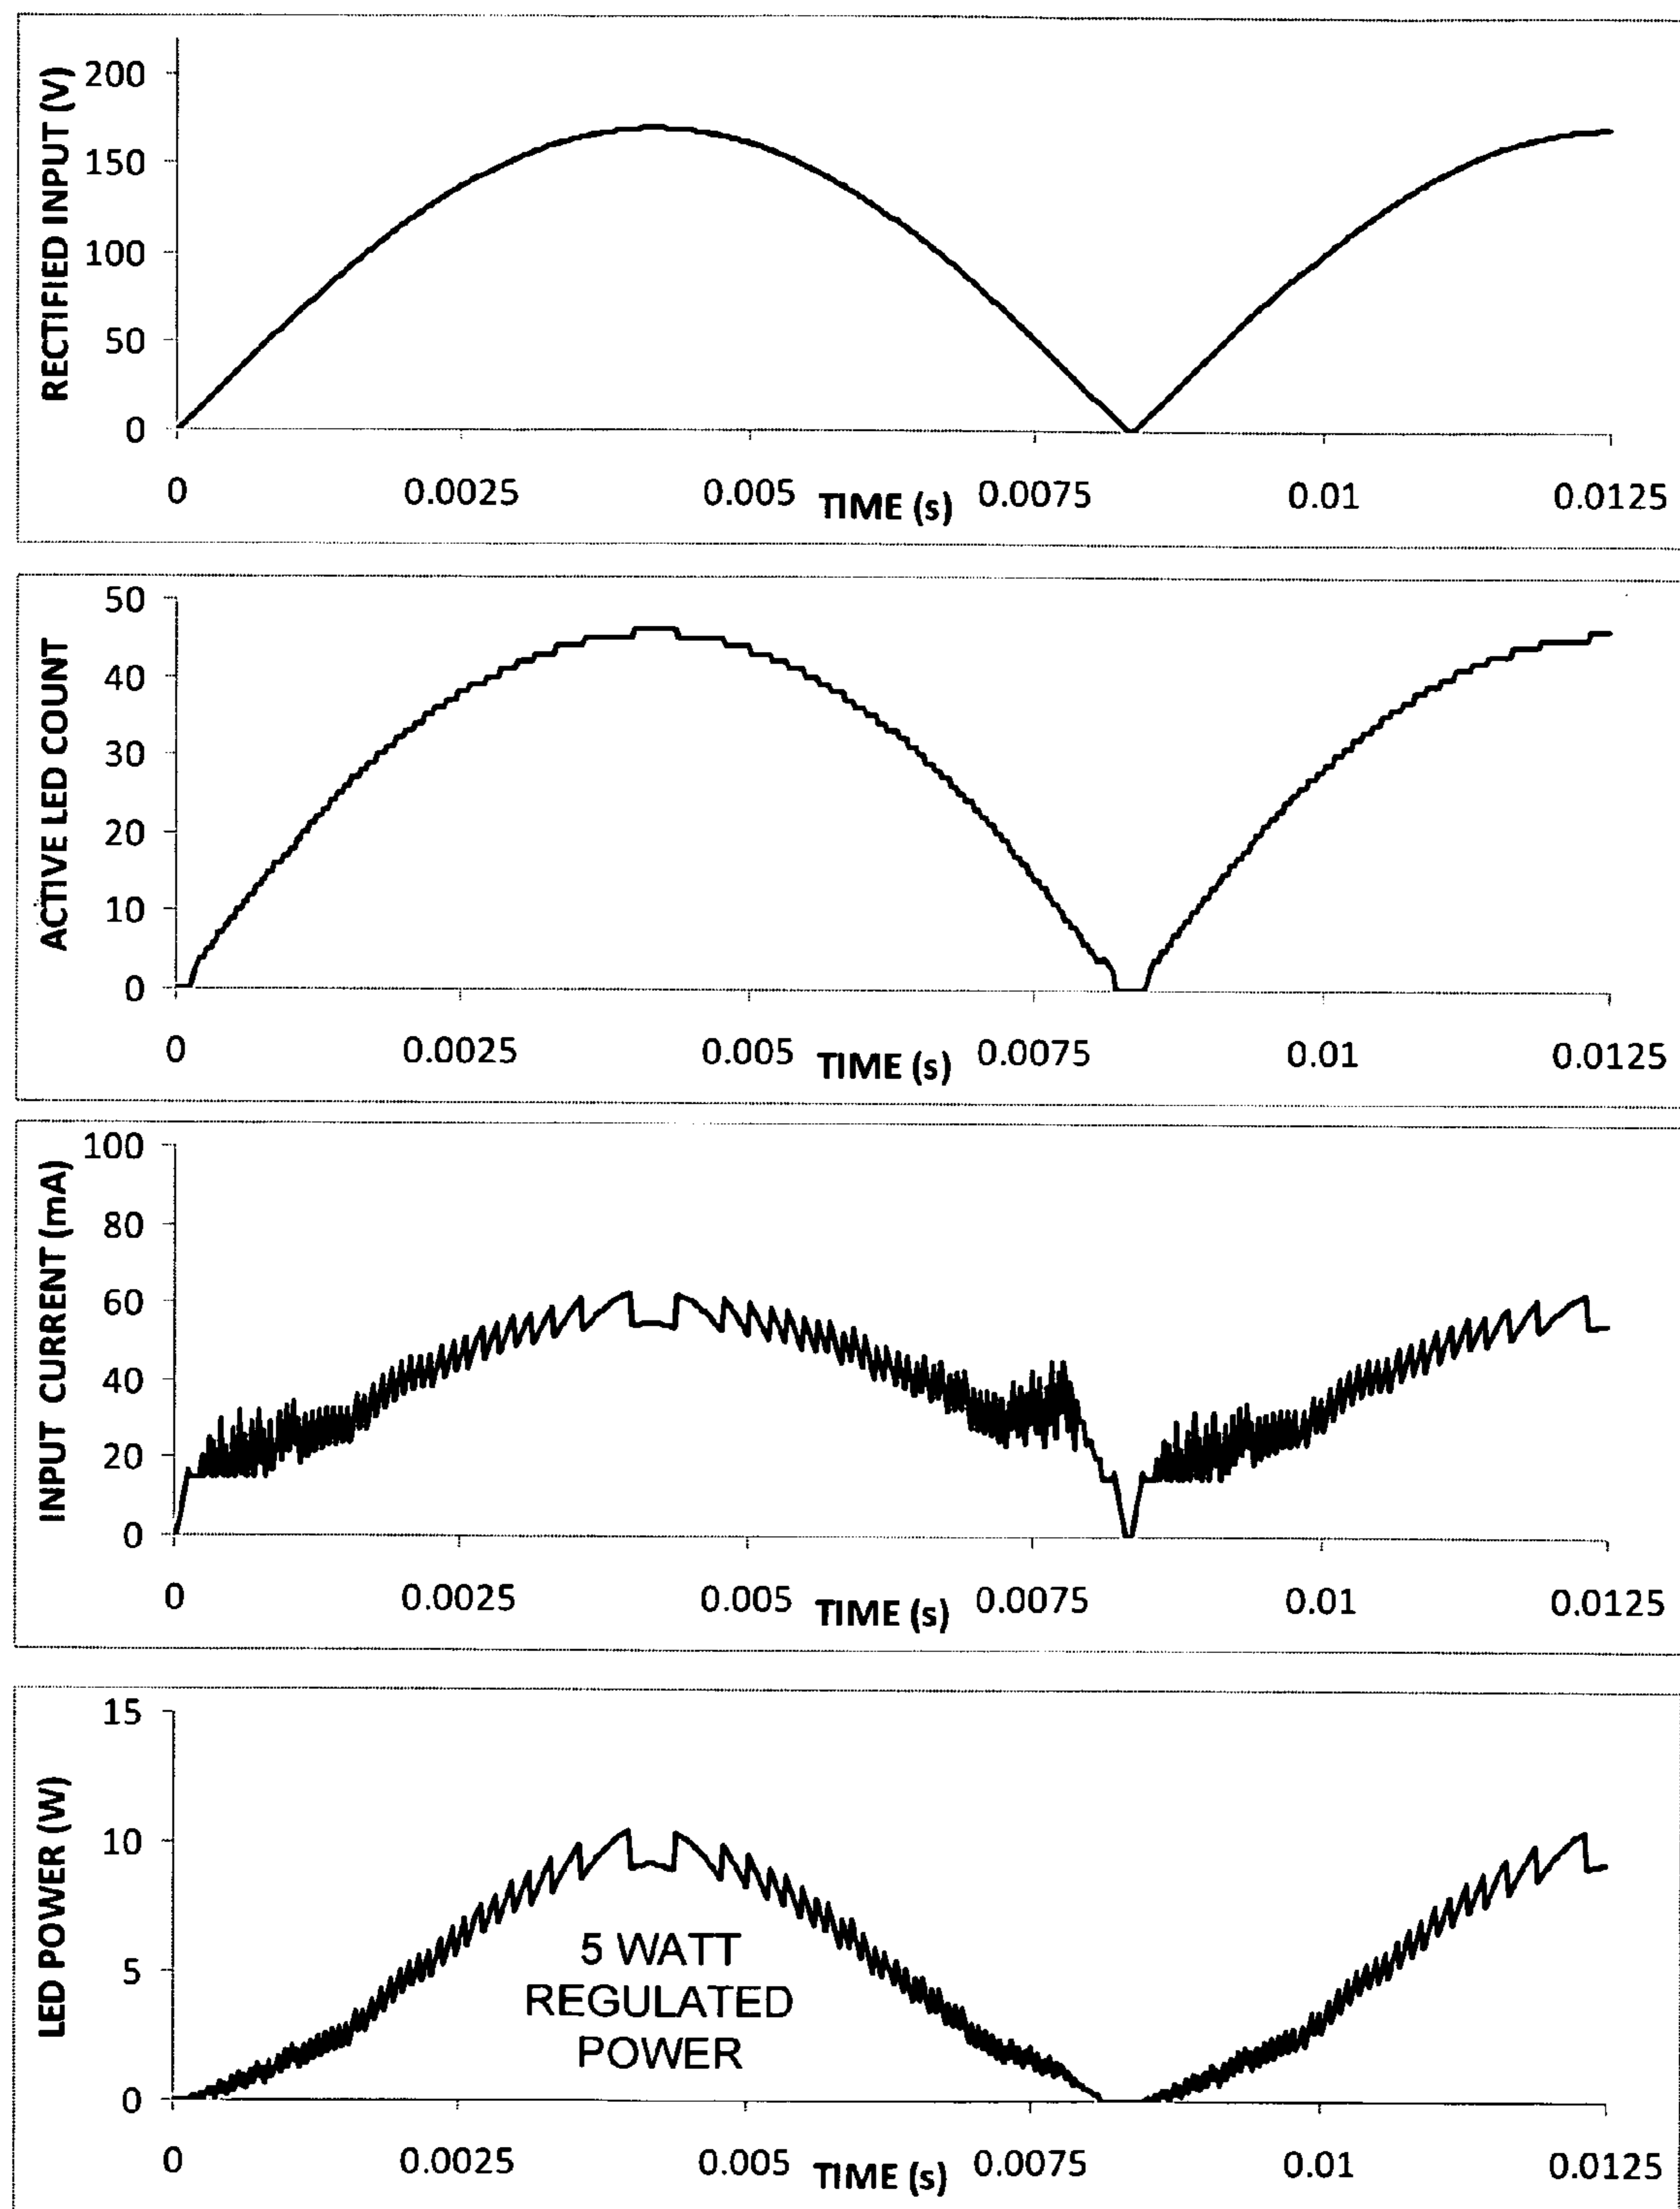 RECTIFIED INPUT (V)
200
150
100
50
0
0 0.0025 0.005 0.0075 0.01 0.0125
TIME (s)
ACTIVE LED COUNT
50
40
30
20
10
0
0 0.0025 0.005 0.0075 0.01 0.0125
TIME (s)
INPUT CURRENT (mA)
100
80
60
40
20
0
0 0.0025 0.005 0.0075 0.01 0.0125
TIME (s)
LED POWER (W)
15
10
5
0
5 WATT
REGULATED
POWER
0 0.0025 0.005 0.0075 0.01 0.0125
TIME (s)